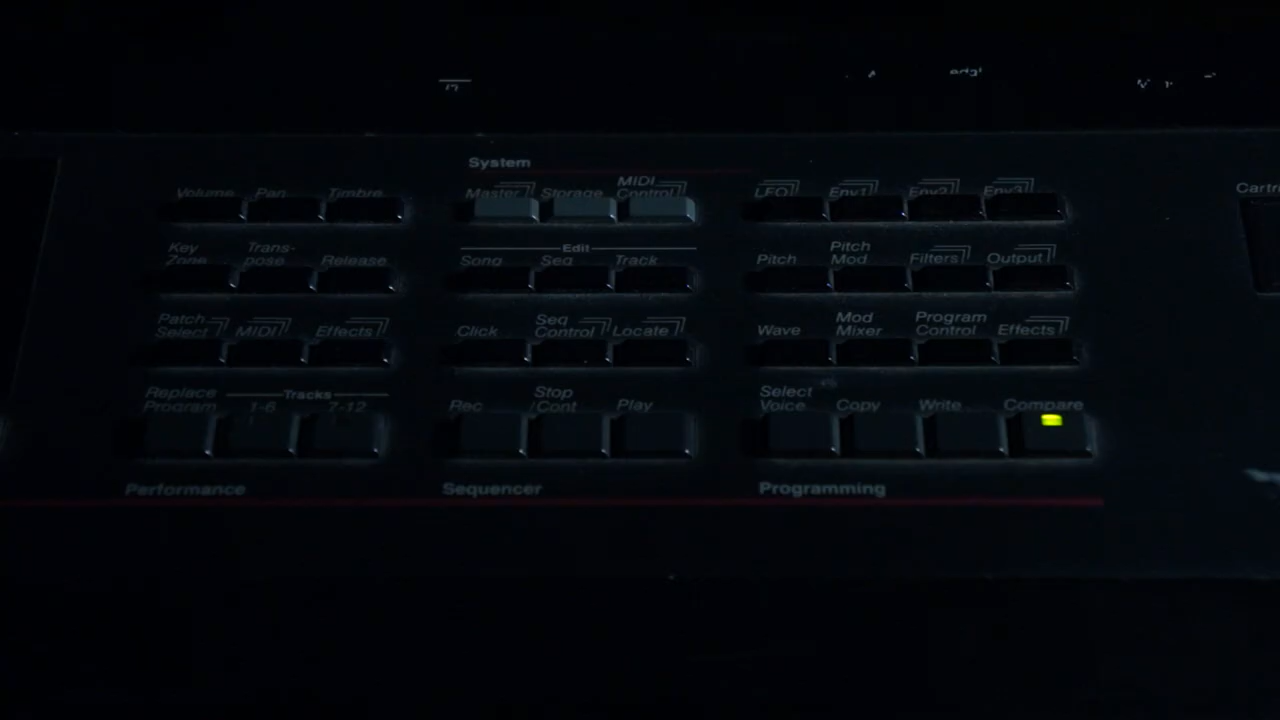 System
Volume Pan Timbre Master Storage MIDI Control LFO Env1 Env2 Env3
Edit
Key Zone Trans-pose Release Song Seq Track Pitch Pitch Mod Filters Output
Patch Select MIDI Effects Click Seq Control Locate Wave Mod Mixer Program Control Effects
Tracks
Replace Program 1-6 7-12 Rec Stop/Cont Play Select Voice Copy Write Compare
Performance Sequencer Programming